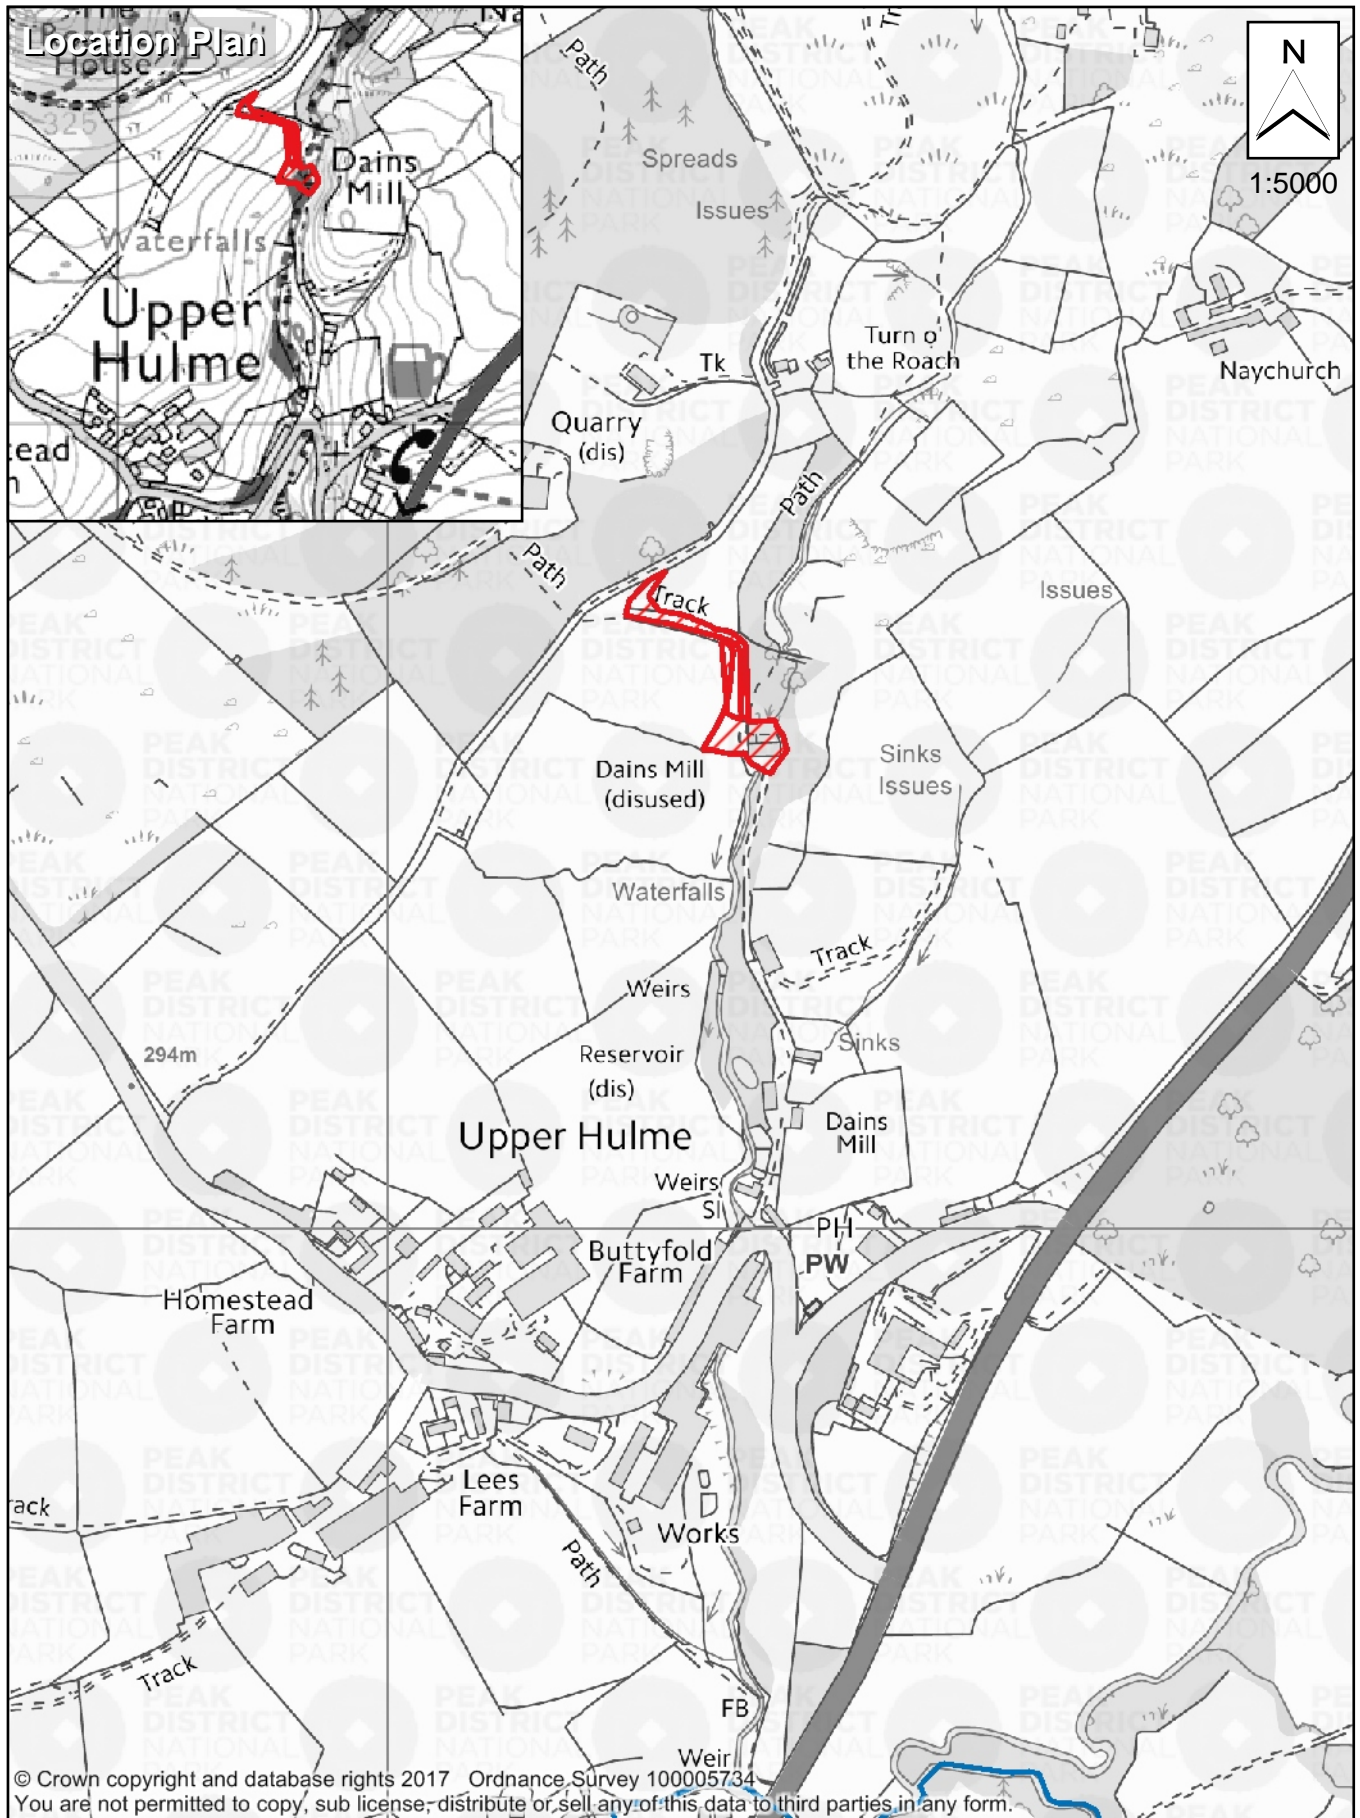 Location Plan
House
325
Dains
Mill
Waterfalls
Upper
Hulme
N
1:5000
Path
Spreads
Issues
Turn o
the Roach
Naychurch
Tk
Quarry
(dis)
Path
Path
Track
Issues
Sinks
Issues
Dains Mill
(disused)
Waterfalls
Track
Weirs
Sinks
294m
Reservoir
(dis)
Upper Hulme
Dains
Mill
Weirs
Sl
PH
PW
Buttyfold
Farm
Homestead
Farm
Lees
Farm
Works
Path
Track
FB
Weir
PEAK
DISTRICT
NATIONAL
PARK
© Crown copyright and database rights 2017 Ordnance Survey 100005734
You are not permitted to copy, sub license, distribute or sell any of this data to third parties in any form.